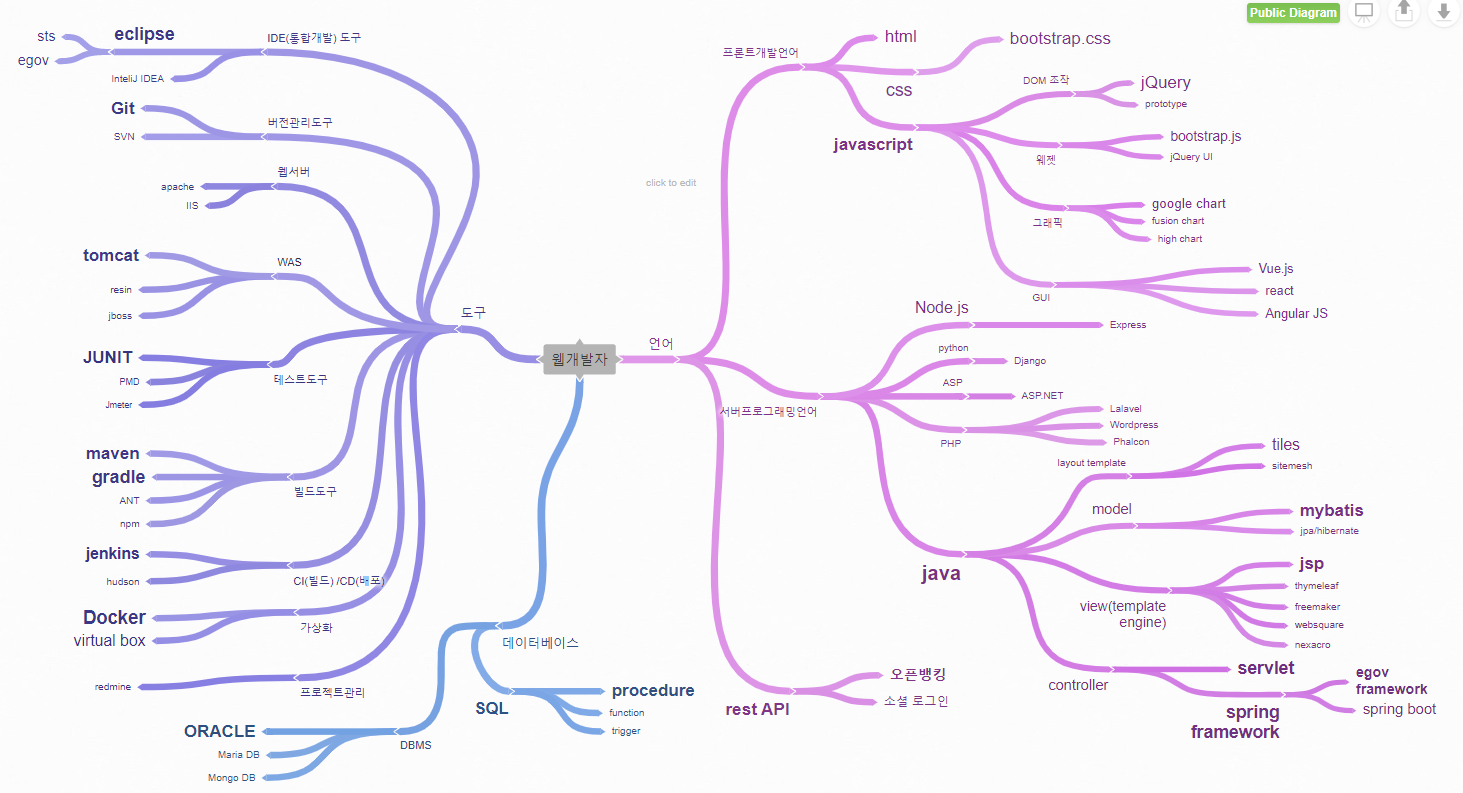 Public Diagram
click to edit
웹개발자
도구
IDE(통합개발) 도구
eclipse
sts
egov
InteliJ IDEA
버전관리도구
Git
SVN
웹서버
apache
IIS
WAS
tomcat
resin
jboss
테스트도구
JUNIT
PMD
Jmeter
빌드도구
maven
gradle
ANT
npm
CI(빌드) /CD(배포)
jenkins
hudson
가상화
Docker
virtual box
프로젝트관리
redmine
데이터베이스
SQL
procedure
function
trigger
DBMS
ORACLE
Maria DB
Mongo DB
언어
프론트개발언어
html
css
bootstrap.css
javascript
DOM 조작
jQuery
prototype
웨젯
bootstrap.js
jQuery UI
그래픽
google chart
fusion chart
high chart
GUI
Vue.js
react
Angular JS
서버프로그래밍언어
Node.js
Express
python
Django
ASP
ASP.NET
PHP
Lalavel
Wordpress
Phalcon
java
layout template
tiles
sitemesh
model
mybatis
jpa/hibernate
view(template
engine)
jsp
thymeleaf
freemaker
websquare
nexacro
controller
servlet
spring
framework
egov
framework
spring boot
rest API
오픈뱅킹
소셜 로그인